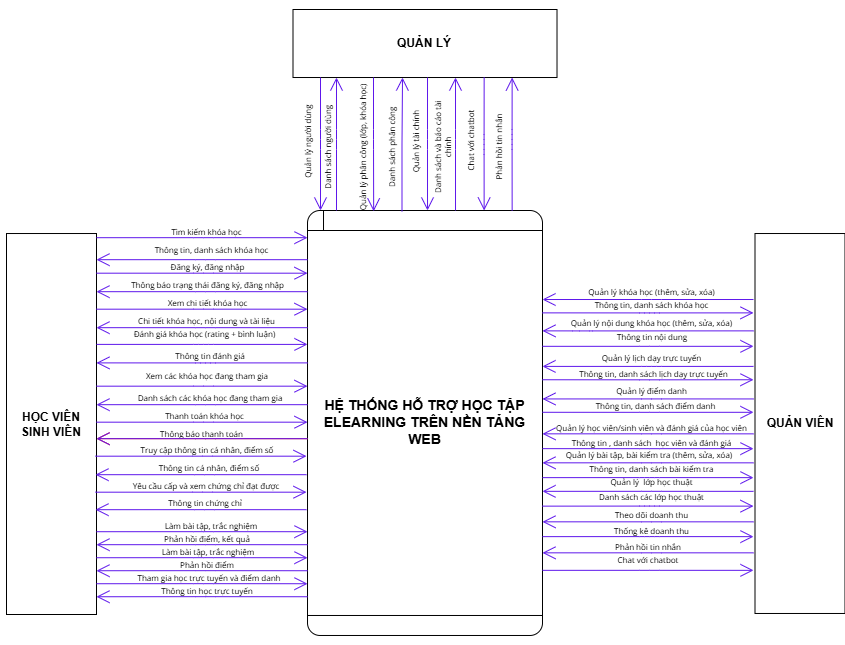 QUẢN LÝ
Quản lý người dùng
Danh sách người dùng
Quản lý phân công (lớp, khóa học)
Danh sách phân công
Quản lý tài chính
Danh sách và báo cáo tài
chính
Chat với chatbot
Phản hồi tin nhắn
HỌC VIÊN
SINH VIÊN
Tìm kiếm khóa học
Thông tin, danh sách khóa học
Đăng ký, đăng nhập
Thông báo trạng thái đăng ký, đăng nhập
Xem chi tiết khóa học
Chi tiết khóa học, nội dung và tài liệu
Đánh giá khóa học (rating + bình luận)
Thông tin đánh giá
Xem các khóa học đang tham gia
Danh sách các khóa học đang tham gia
Thanh toán khóa học
Thông báo thanh toán
Truy cập thông tin cá nhân, điểm số
Thông tin cá nhân, điểm số
Yêu cầu cấp và xem chứng chỉ đạt được
Thông tin chứng chỉ
Làm bài tập, trắc nghiệm
Phản hồi điểm, kết quả
Làm bài tập, trắc nghiệm
Phản hồi điểm
Tham gia học trực tuyến và điểm danh
Thông tin học trực tuyến
HỆ THỐNG HỖ TRỢ HỌC TẬP
ELEARNING TRÊN NỀN TẢNG
WEB
Quản lý khóa học (thêm, sửa, xóa)
Thông tin, danh sách khóa học
Quản lý nội dung khóa học (thêm, sửa, xóa)
Thông tin nội dung
Quản lý lịch dạy trực tuyến
Thông tin, danh sách lịch dạy trực tuyến
Quản lý điểm danh
Thông tin, danh sách điểm danh
Quản lý học viên/sinh viên và đánh giá của học viên
Thông tin , danh sách học viên và đánh giá
Quản lý bài tập, bài kiểm tra (thêm, sửa, xóa)
Thông tin, danh sách bài kiểm tra
Quản lý lớp học thuật
Danh sách các lớp học thuật
Theo dõi doanh thu
Thống kê doanh thu
Phản hồi tin nhắn
Chat với chatbot
QUẢN VIÊN